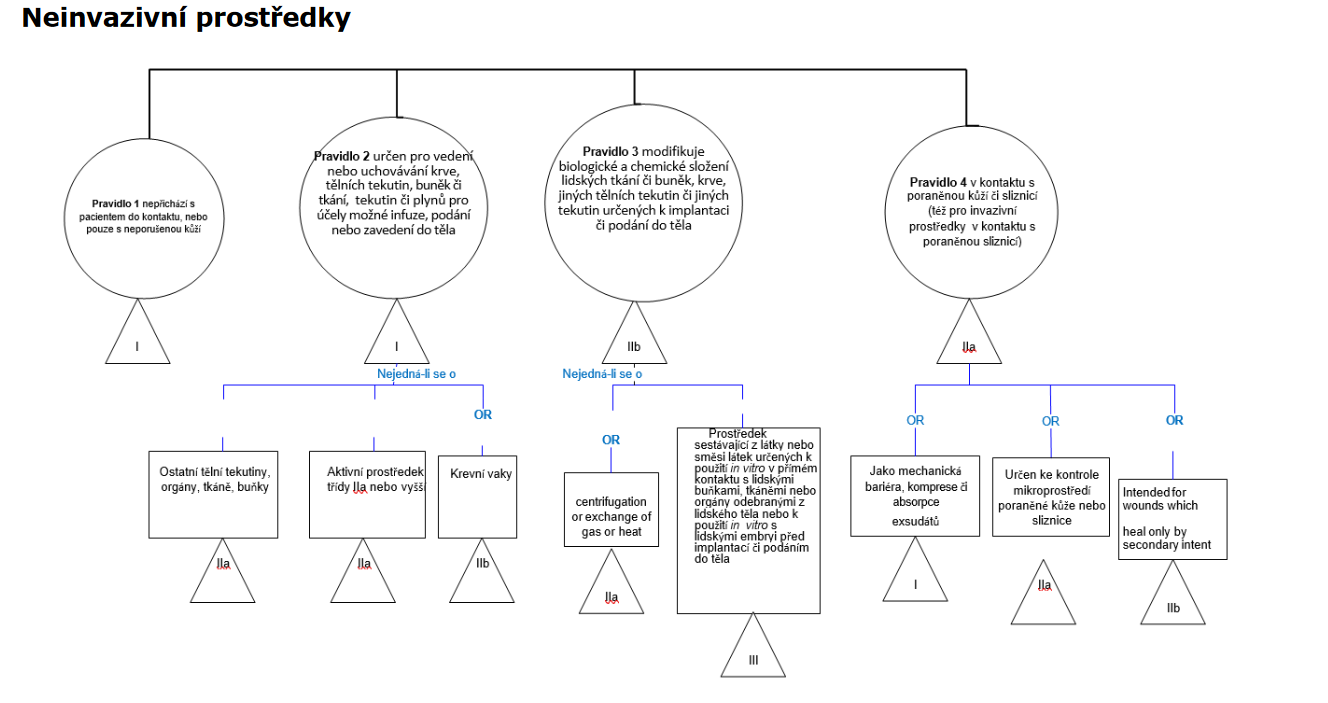 Neinvazivní prostředky
Pravidlo 1 nepřichází s
pacientem do kontaktu, nebo
pouze s neporušenou kůží
I
Pravidlo 2 určen pro vedení
nebo uchovávání krve,
tělních tekutin, buněk či
tkání, tekutin či plynů pro
účely možné infuze, podání
nebo zavedení do těla
I
Nejedná-li se o
OR
Ostatní tělní tekutiny,
orgány, tkáně, buňky
IIa
Aktivní prostředek
třídy IIa nebo vyšší
IIa
Krevní vaky
IIb
Pravidlo 3 modifikuje
biologické a chemické složení
lidských tkání či buněk, krve,
jiných tělních tekutin či jiných
tekutin určených k implantaci
či podání do těla
IIb
Nejedná-li se o
OR
centrifugation
or exchange of
gas or heat
IIa
Prostředek
sestávající z látky nebo
směsi látek určených k
použití in vitro v přímém
kontaktu s lidskými
buňkami, tkáněmi nebo
orgány odebranými z
lidského těla nebo k
použití in vitro s
lidskými embryi před
implantací či podáním
do těla
III
Pravidlo 4 v kontaktu s
poraněnou kůží či sliznicí
(též pro invazivní
prostředky v kontaktu s
poraněnou sliznicí)
IIa
OR
OR
OR
Jako mechanická
bariéra, komprese či
absorpce
exsudátů
I
Určen ke kontrole
mikroprostředí
poraněné kůže nebo
sliznice
IIa
Intended for
wounds which
heal only by
secondary intent
IIb